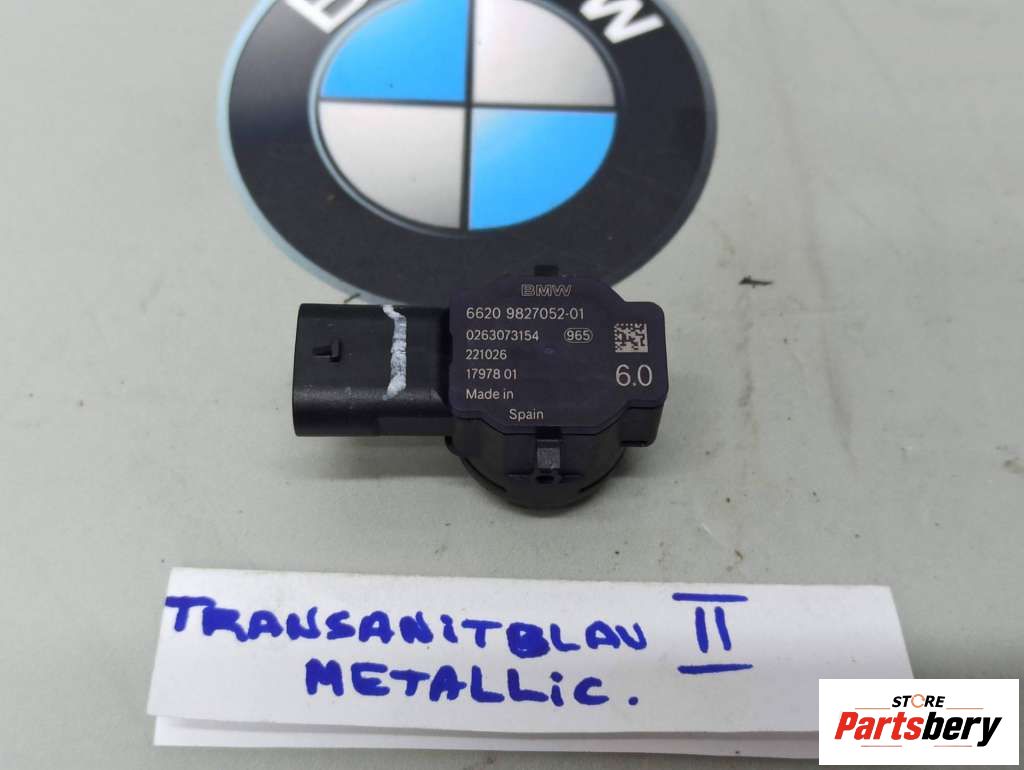 B W
BMW
6620 9827052-01
0263073154 965
221026
17978 01
6.0
Made in
Spain
TRANSANITBLAU II
METALLIC.
STORE
Partsbery